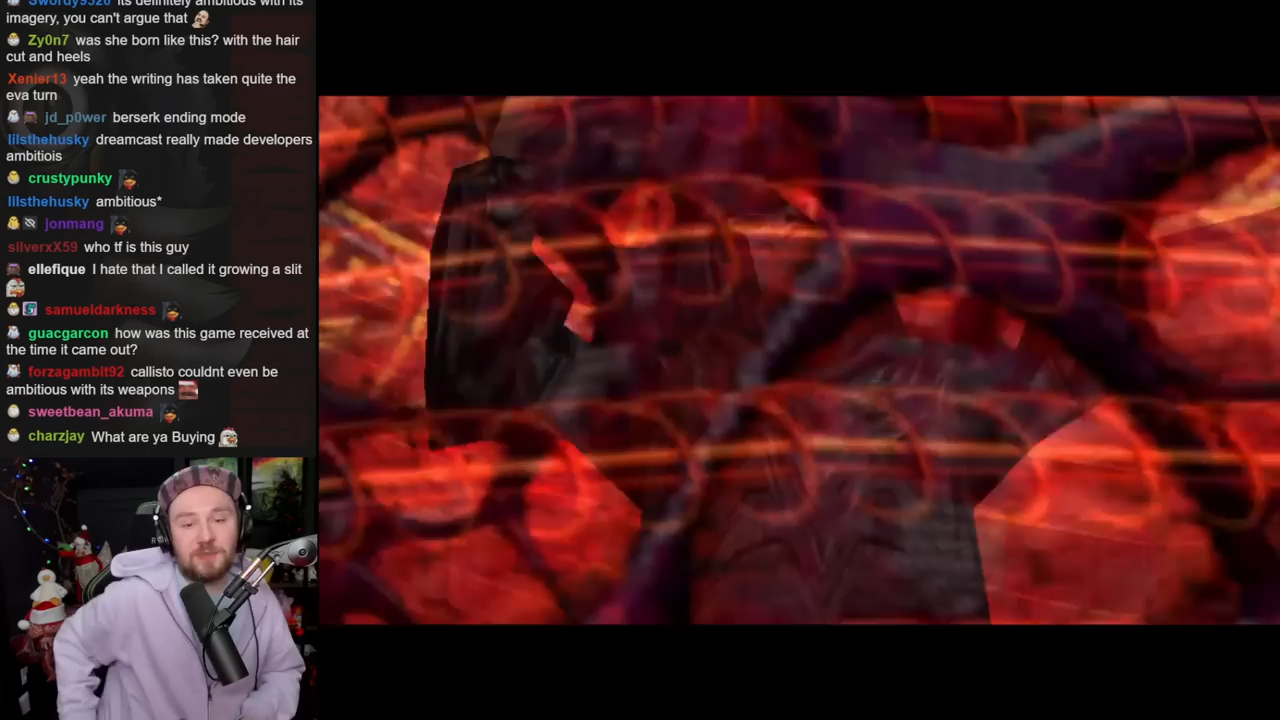 Swordy9320 its definitely ambitious with its
imagery, you can't argue that
Zy0n7 was she born like this? with the hair
cut and heels
Xenier13 yeah the writing has taken quite the
eva turn
jd_p0wer berserk ending mode
lilsthehusky dreamcast really made developers
ambitiois
crustypunky
lilsthehusky ambitious*
jonmang
sIlverxX59 who tf is this guy
ellefique I hate that I called it growing a slit
samueldarkness
guacgarcon how was this game received at
the time it came out?
forzagambit92 callisto couldnt even be
ambitious with its weapons
sweetbean_akuma
charzjay What are ya Buying